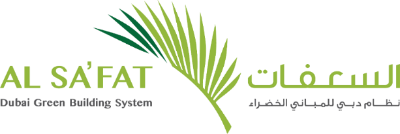 AL SA'FAT
Dubai Green Building System
السعفات
نظام دبي للمباني الخضراء